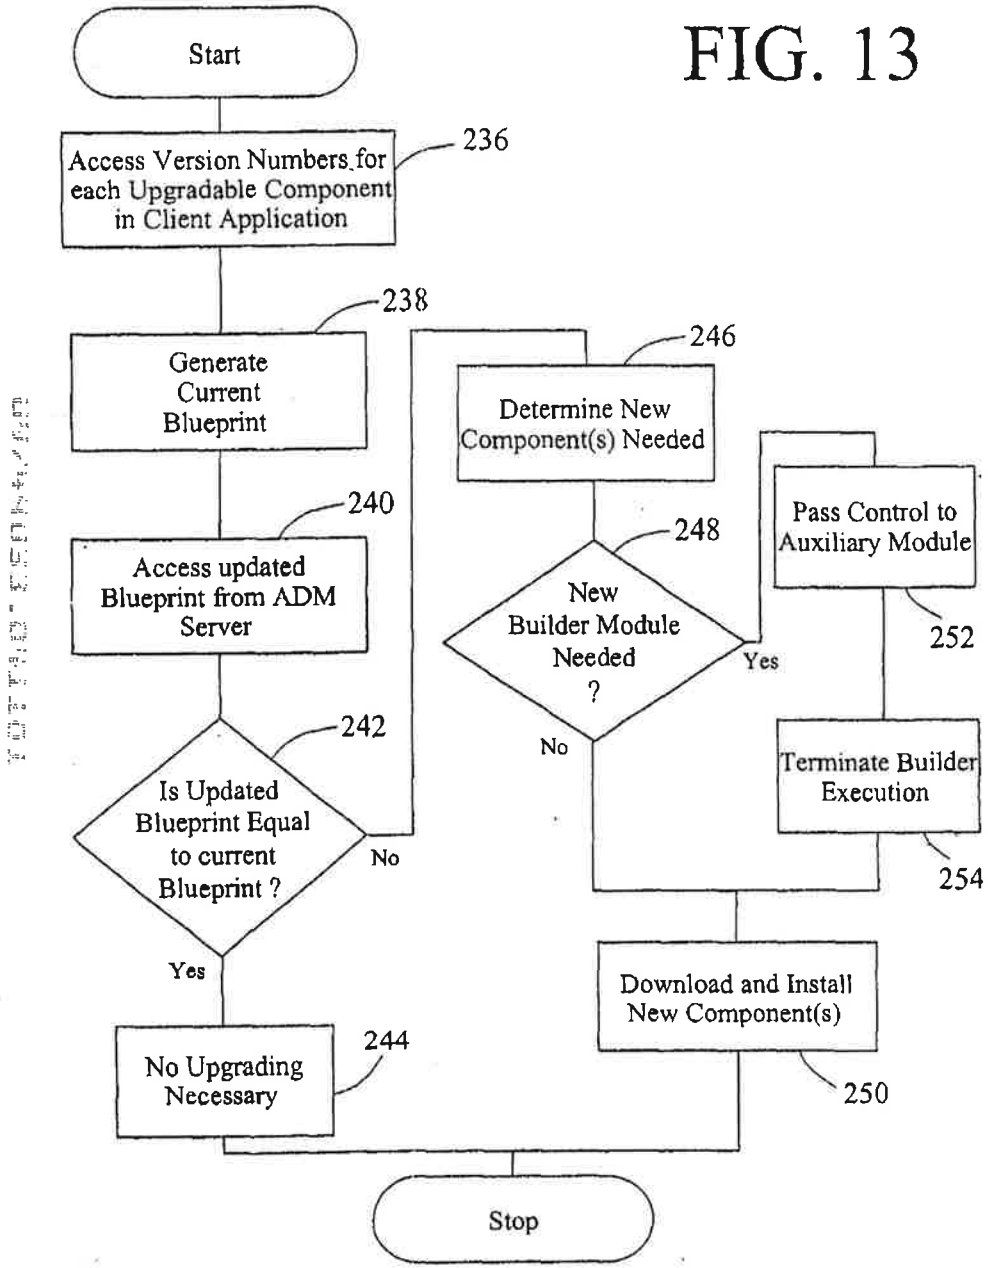 FIG. 13
Start
236
Access Version Numbers for
each Upgradable Component
in Client Application
238
Generate
Current
Blueprint
240
Access updated
Blueprint from ADM
Server
242
Is Updated
Blueprint Equal
to current
Blueprint ?
No
Yes
244
No Upgrading
Necessary
246
Determine New
Component(s) Needed
248
New
Builder Module
Needed
?
Yes
No
Pass Control to
Auxiliary Module
252
Terminate Builder
Execution
254
Download and Install
New Component(s)
250
Stop